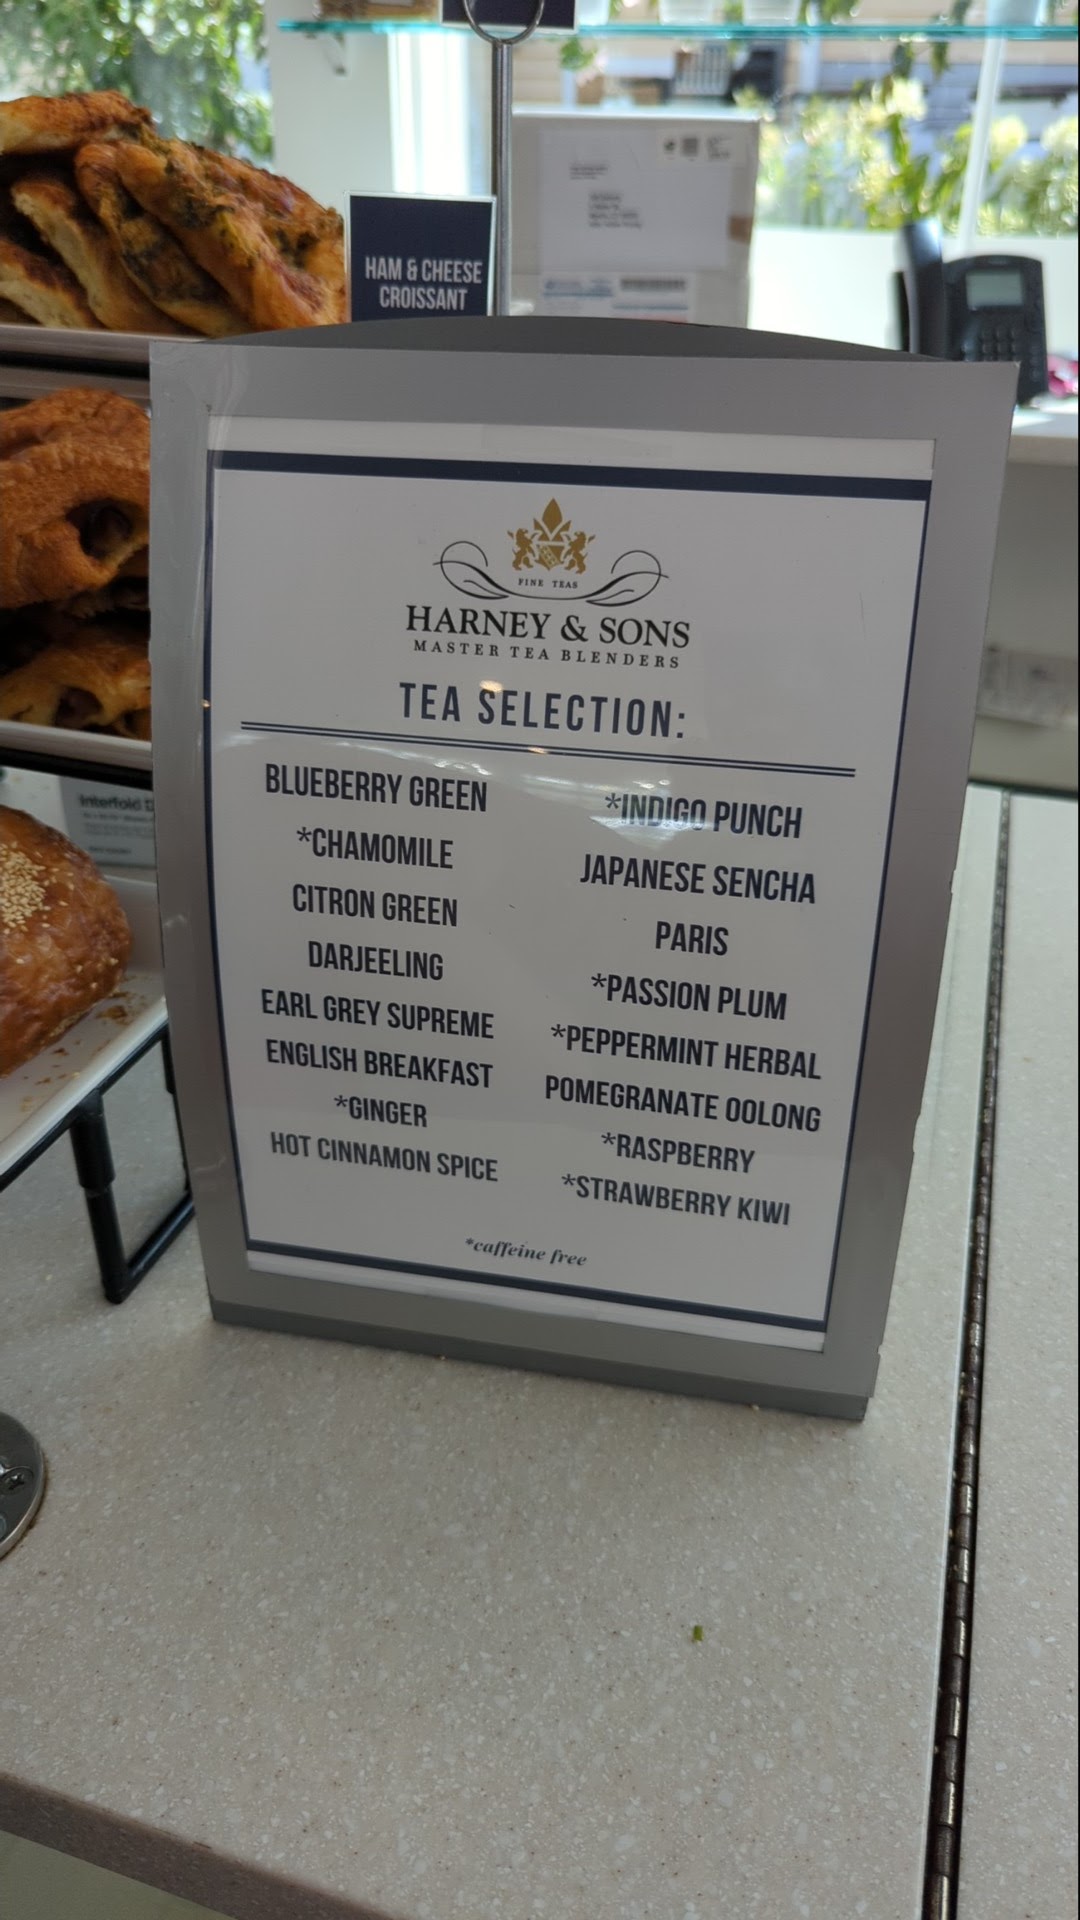 HAM & CHEESE
CROISSANT
FINE TEAS
HARNEY & SONS
MASTER TEA BLENDERS
TEA SELECTION:
BLUEBERRY GREEN
*CHAMOMILE
CITRON GREEN
DARJEELING
EARL GREY SUPREME
ENGLISH BREAKFAST
*GINGER
HOT CINNAMON SPICE
*INDIGO PUNCH
JAPANESE SENCHA
PARIS
*PASSION PLUM
*PEPPERMINT HERBAL
POMEGRANATE OOLONG
*RASPBERRY
*STRAWBERRY KIWI
*caffeine free
Interfold